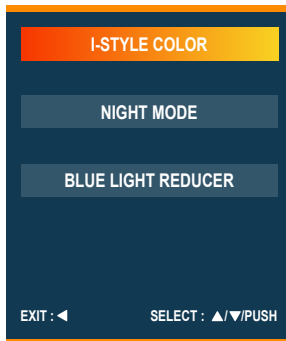 I-STYLE COLOR
NIGHT MODE
BLUE LIGHT REDUCER
EXIT : ◀ SELECT : ▲/▼/PUSH